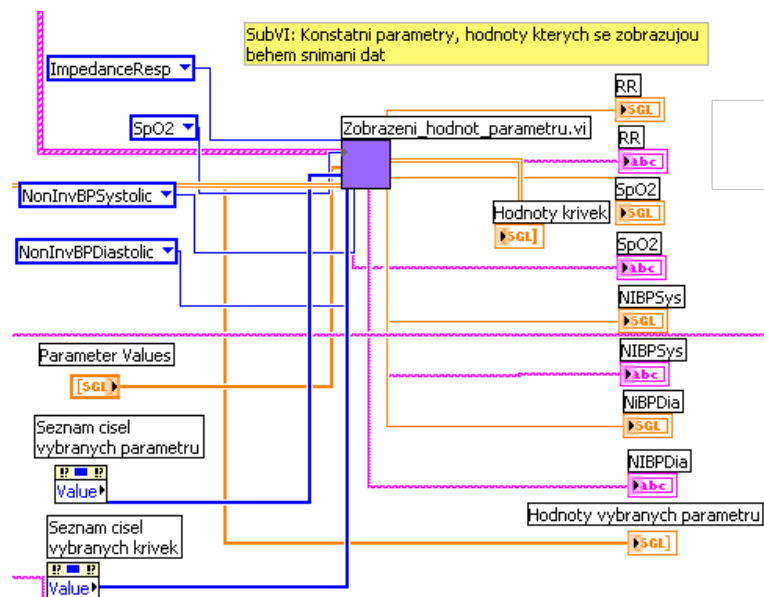 SubVI: Konstatni parametry, hodnoty kterych se zobrazujou
behem snimani dat
ImpedanceResp
RR
SGL
SpO2
Zobrazeni_hodnot_parametru.vi
RR
abc
NonInvBPSystolic
SpO2
SGL
Hodnoty krivek
SGL
SpO2
abc
NonInvBPDiastolic
NIBPSys
SGL
Parameter Values
SGL
NIBPSys
abc
NiBPDia
SGL
Seznam cisel
vybranych parametru
!? !?
Value
NIBPDia
abc
Hodnoty vybranych parametru
SGL
Seznam cisel
vybranych krivek
!? !?
Value